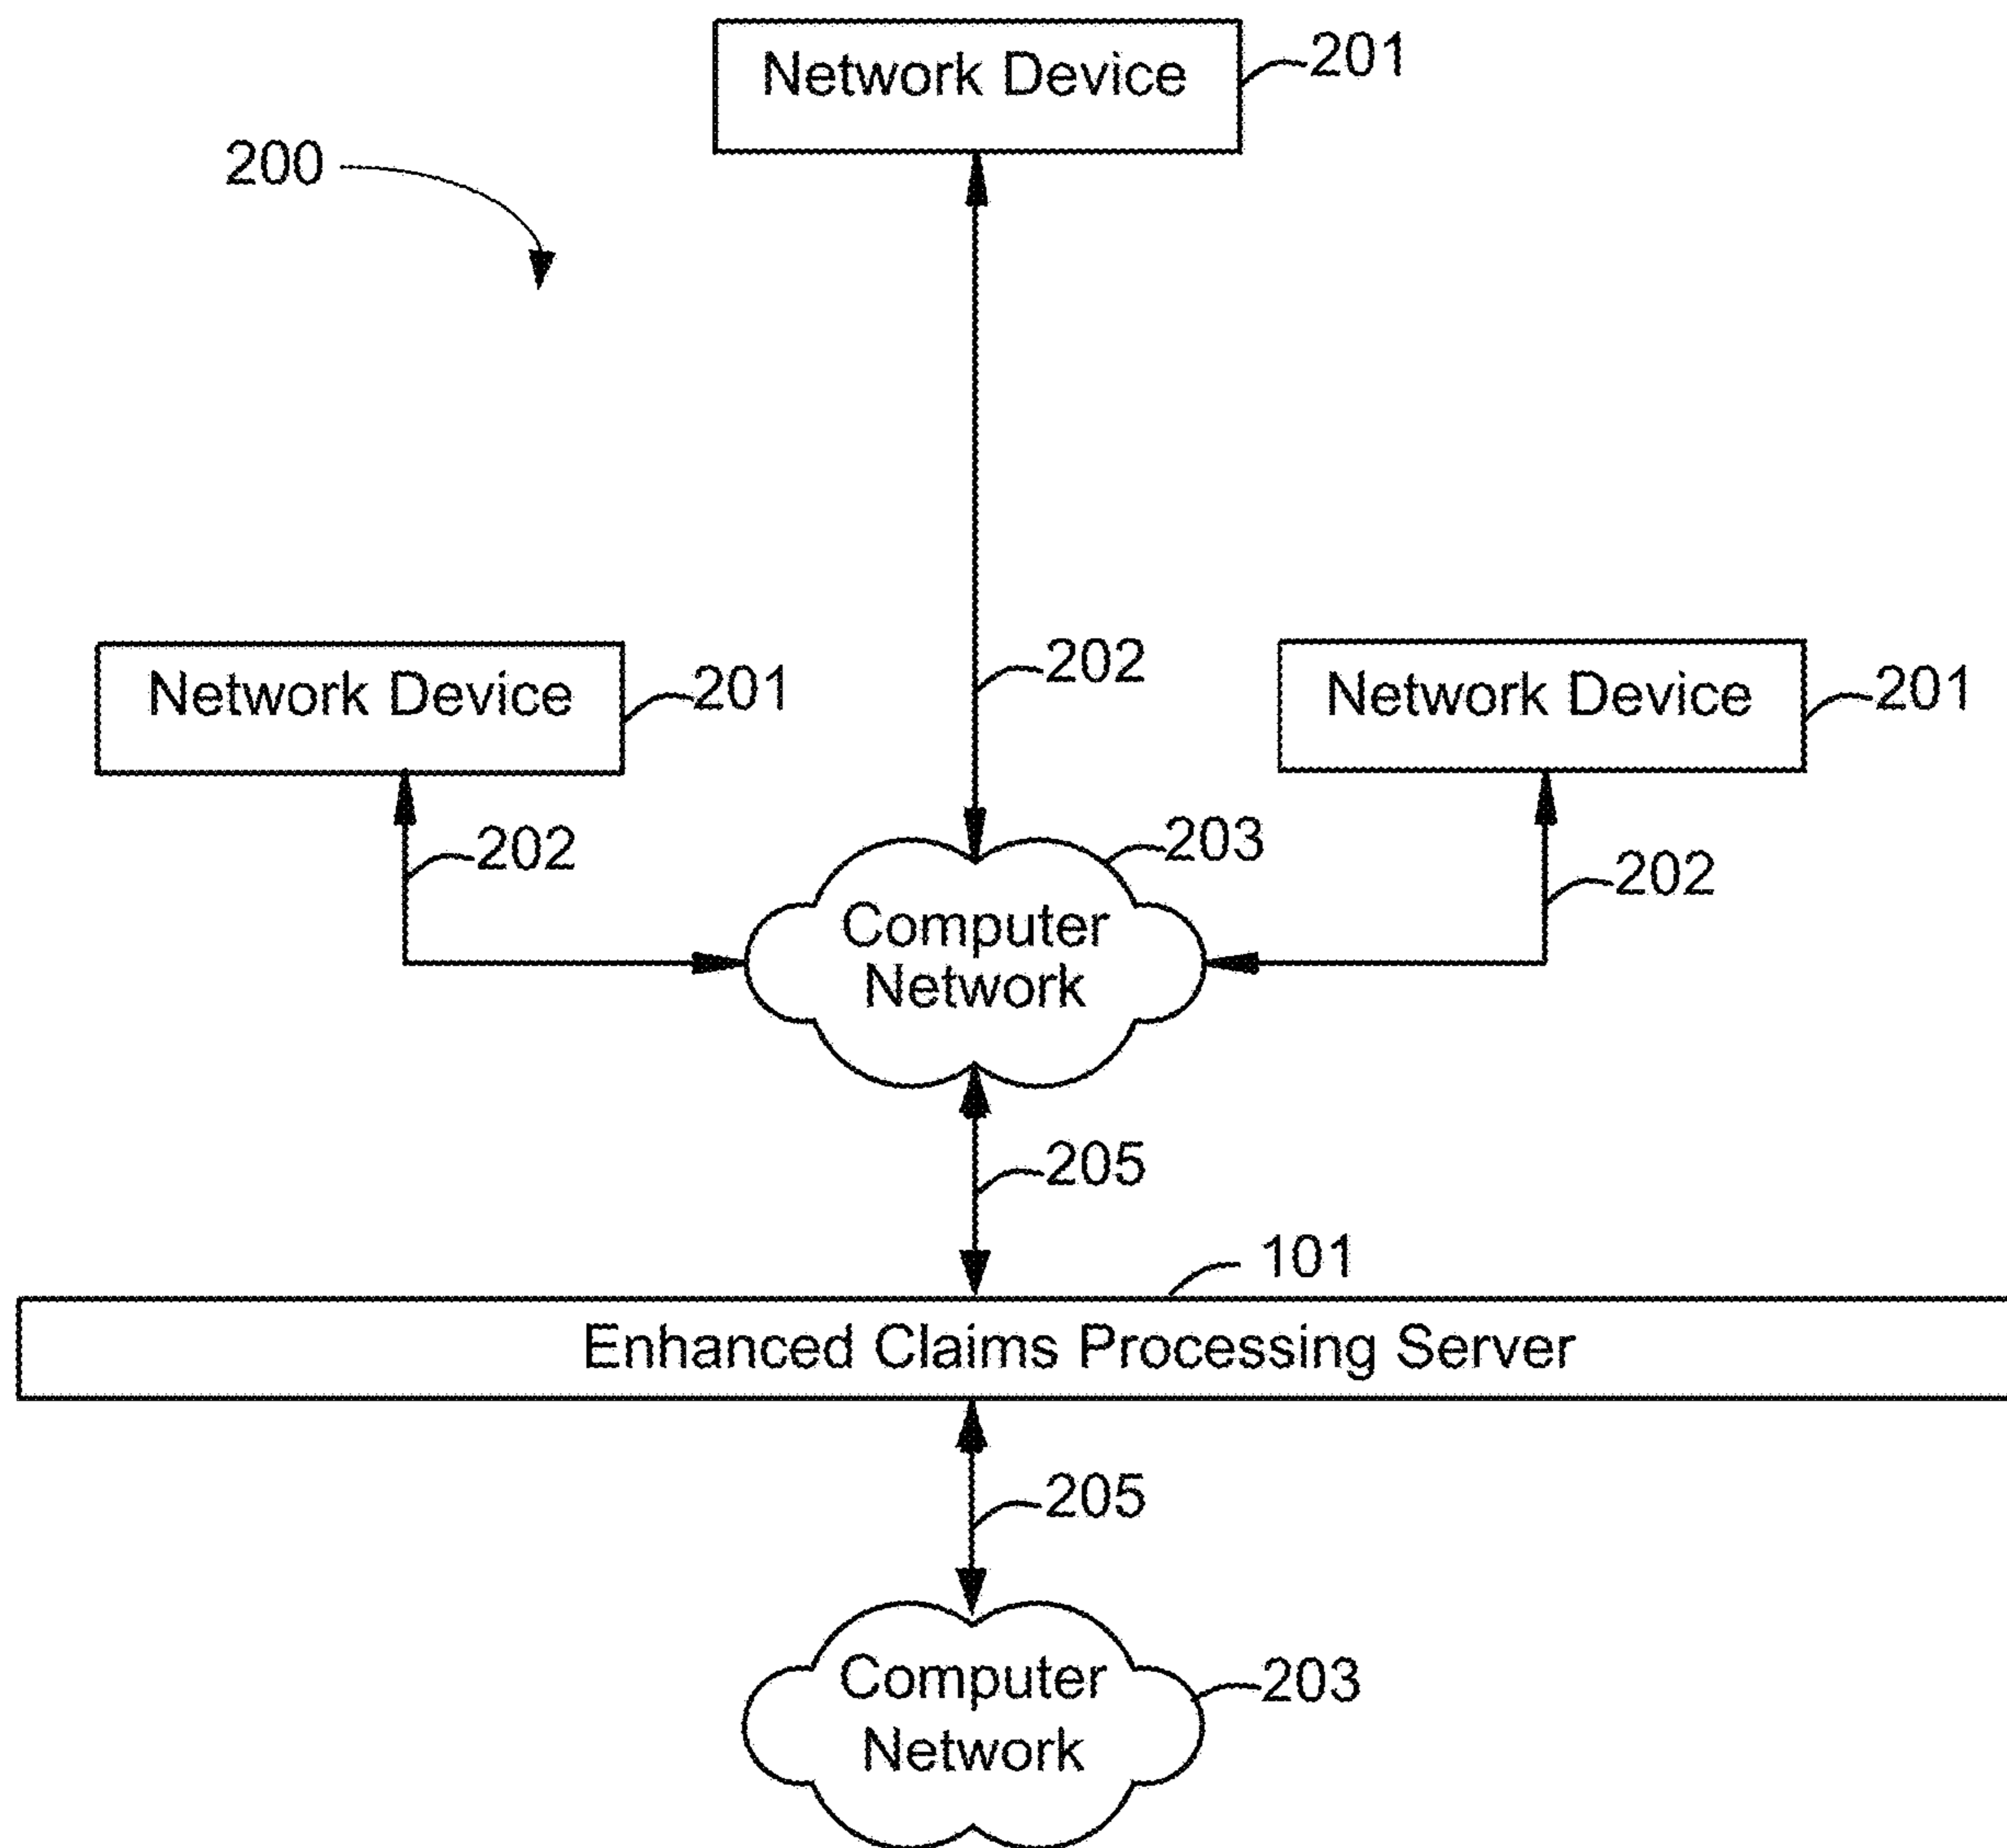 Network Device
201
200
202
Network Device
201
Network Device
201
202
203
202
Computer
Network
205
101
Enhanced Claims Processing Server
205
Computer
Network
203